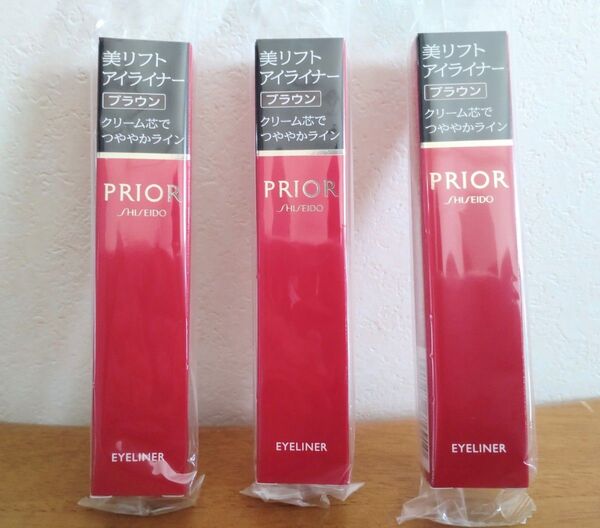 美リフト
アイライナー
ブラウン
クリーム芯で
つややかライン
PRIOR
SHISEIDO
EYELINER
美リフト
アイライナー
ブラウン
クリーム芯で
つややかライン
PRIOR
SHISEIDO
EYELINER
美リフト
アイライナー
ブラウン
クリーム芯で
つややかライン
PRIOR
SHISEIDO
EYELINER